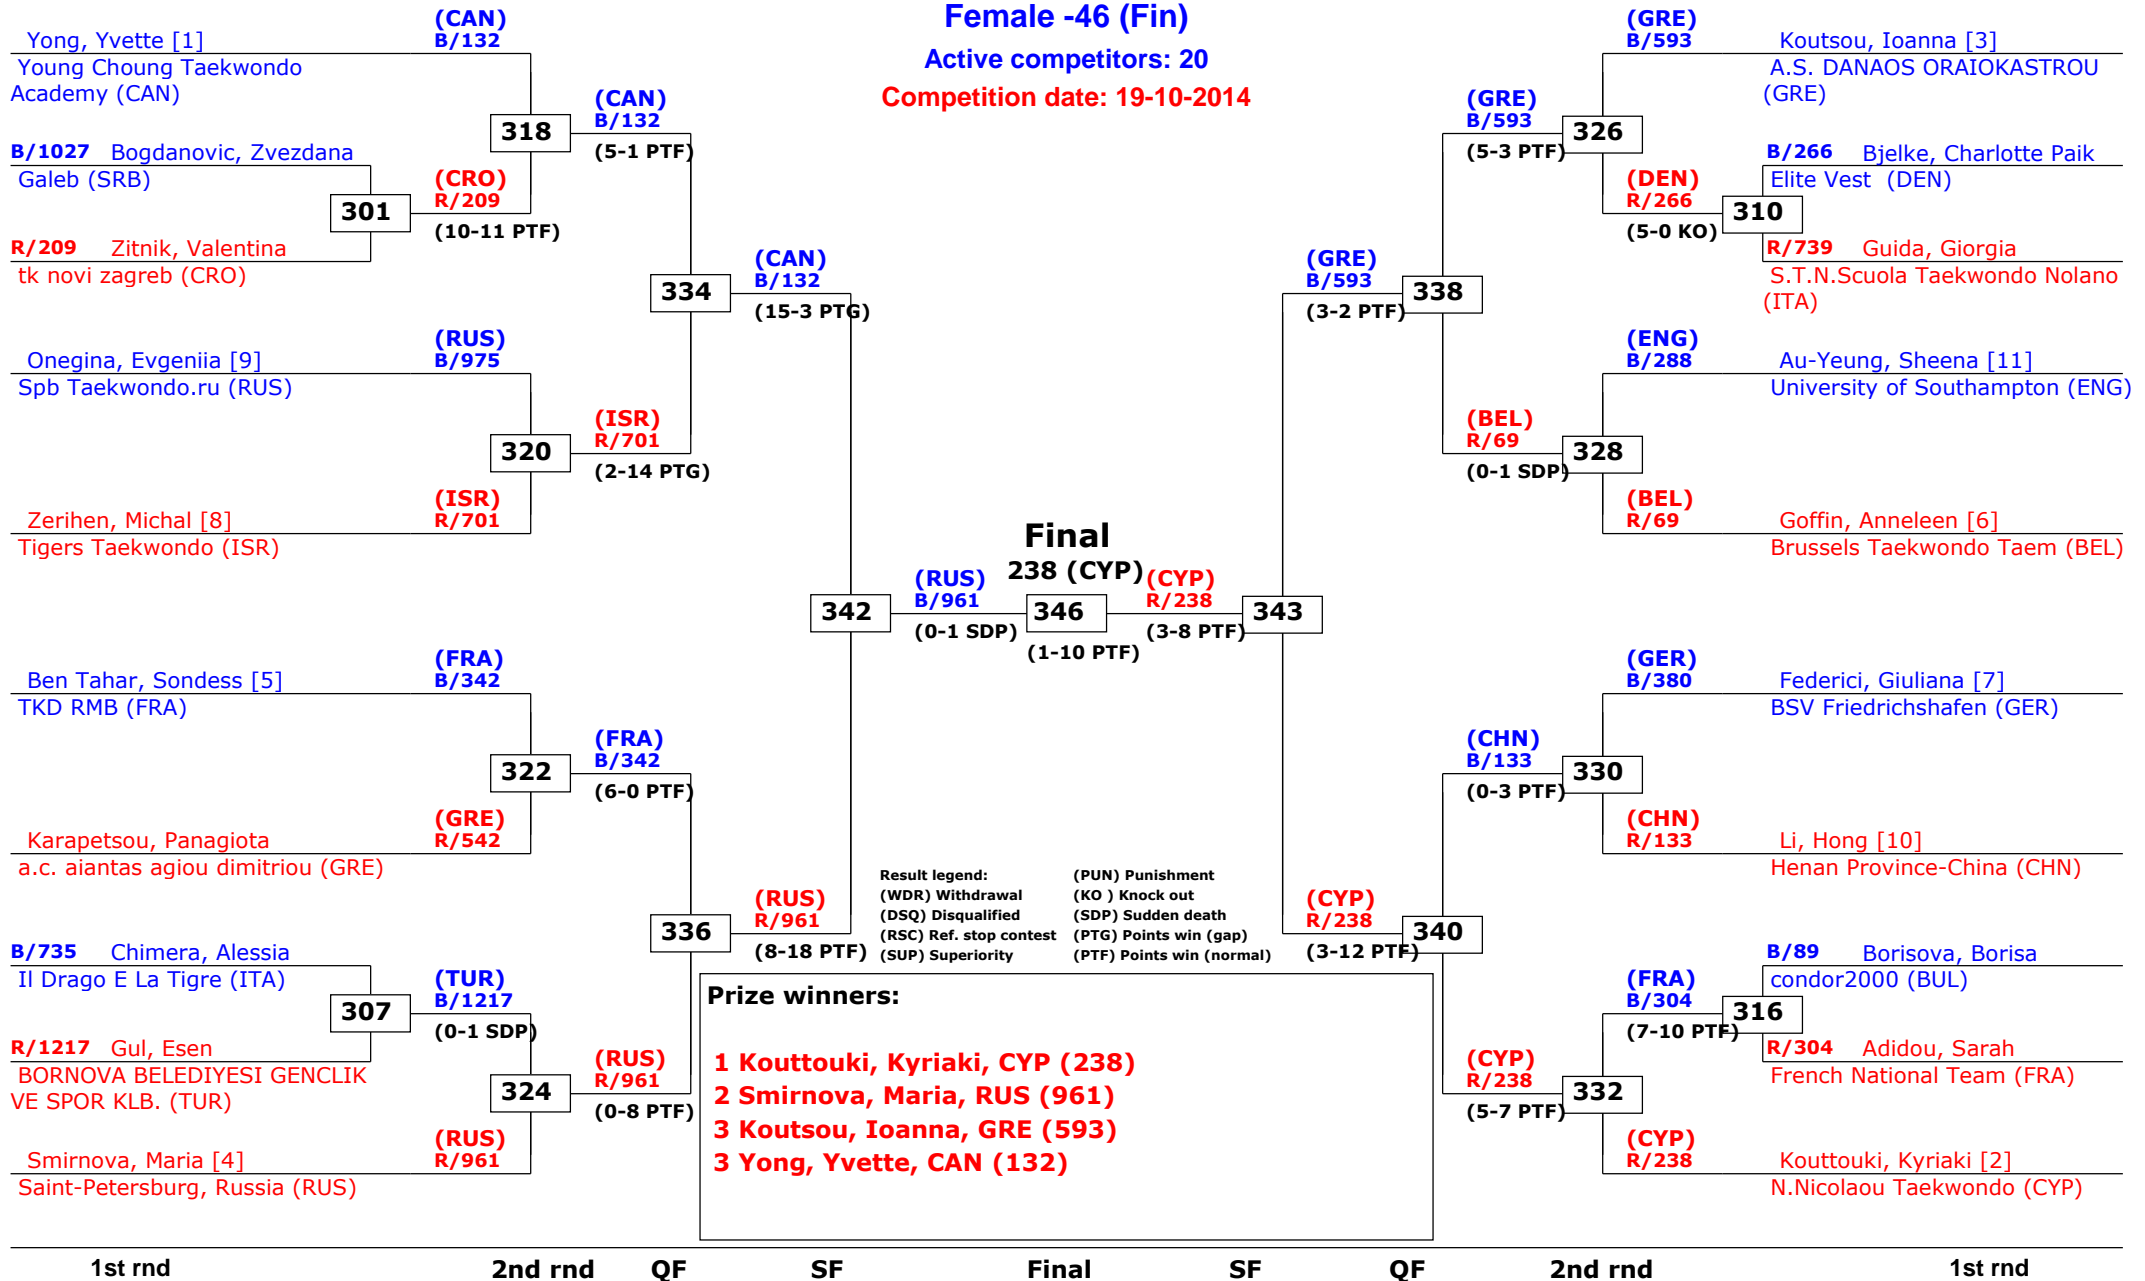 Female -46 (Fin)
Active competitors: 20
Competition date: 19-10-2014
(CAN)
B/132
Yong, Yvette [1]
Young Choung Taekwondo
Academy (CAN)
B/1027 Bogdanovic, Zvezdana
Galeb (SRB)
301
R/209 Zitnik, Valentina
tk novi zagreb (CRO)
(CRO)
R/209
(10-11 PTF)
318
(CAN)
B/132
(5-1 PTF)
(RUS)
B/975
Onegina, Evgeniia [9]
Spb Taekwondo.ru (RUS)
320
(ISR)
R/701
Zerihen, Michal [8]
Tigers Taekwondo (ISR)
(ISR)
R/701
(2-14 PTG)
334
(CAN)
B/132
(15-3 PTG)
(FRA)
B/342
Ben Tahar, Sondess [5]
TKD RMB (FRA)
322
(GRE)
R/542
Karapetsou, Panagiota
a.c. aiantas agiou dimitriou (GRE)
(FRA)
B/342
(6-0 PTF)
B/735 Chimera, Alessia
Il Drago E La Tigre (ITA)
307
R/1217 Gul, Esen
BORNOVA BELEDIYESI GENCLIK
VE SPOR KLB. (TUR)
(TUR)
B/1217
(0-1 SDP)
324
(RUS)
R/961
Smirnova, Maria [4]
Saint-Petersburg, Russia (RUS)
(RUS)
R/961
(0-8 PTF)
336
(RUS)
R/961
(8-18 PTF)
342
(RUS)
B/961
(0-1 SDP)
Final
238 (CYP)
346
(1-10 PTF)
(CYP)
R/238
(3-8 PTF)
343
(GRE)
B/593
(3-2 PTF)
338
(GRE)
B/593
(5-3 PTF)
326
(GRE)
B/593
Koutsou, Ioanna [3]
A.S. DANAOS ORAIOKASTROU
(GRE)
(DEN)
R/266
(5-0 KO)
310
B/266 Bjelke, Charlotte Paik
Elite Vest (DEN)
R/739 Guida, Giorgia
S.T.N.Scuola Taekwondo Nolano
(ITA)
(BEL)
R/69
(0-1 SDP)
328
(ENG)
B/288
Au-Yeung, Sheena [11]
University of Southampton (ENG)
(BEL)
R/69
Goffin, Anneleen [6]
Brussels Taekwondo Taem (BEL)
(CYP)
R/238
(3-12 PTF)
340
(CHN)
B/133
(0-3 PTF)
330
(GER)
B/380
Federici, Giuliana [7]
BSV Friedrichshafen (GER)
(CHN)
R/133
Li, Hong [10]
Henan Province-China (CHN)
(CYP)
R/238
(5-7 PTF)
332
(FRA)
B/304
(7-10 PTF)
316
B/89 Borisova, Borisa
condor2000 (BUL)
R/304 Adidou, Sarah
French National Team (FRA)
(CYP)
R/238
Kouttouki, Kyriaki [2]
N.Nicolaou Taekwondo (CYP)
Result legend:
(WDR) Withdrawal
(DSQ) Disqualified
(RSC) Ref. stop contest
(SUP) Superiority
(PUN) Punishment
(KO ) Knock out
(SDP) Sudden death
(PTG) Points win (gap)
(PTF) Points win (normal)
Prize winners:
1 Kouttouki, Kyriaki, CYP (238)
2 Smirnova, Maria, RUS (961)
3 Koutsou, Ioanna, GRE (593)
3 Yong, Yvette, CAN (132)
1st rnd 2nd rnd QF SF Final SF QF 2nd rnd 1st rnd